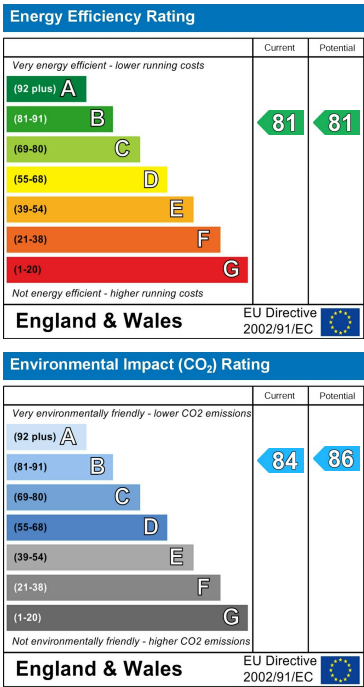 Energy Efficiency Rating
Current Potential
Very energy efficient - lower running costs
(92 plus) A
(81-91) B 81 81
(69-80) C
(55-68) D
(39-54) E
(21-38) F
(1-20) G
Not energy efficient - higher running costs
England & Wales EU Directive 2002/91/EC
Environmental Impact (CO₂) Rating
Current Potential
Very environmentally friendly - lower CO2 emissions
(92 plus) A
(81-91) B 84 86
(69-80) C
(55-68) D
(39-54) E
(21-38) F
(1-20) G
Not environmentally friendly - higher CO2 emissions
England & Wales EU Directive 2002/91/EC